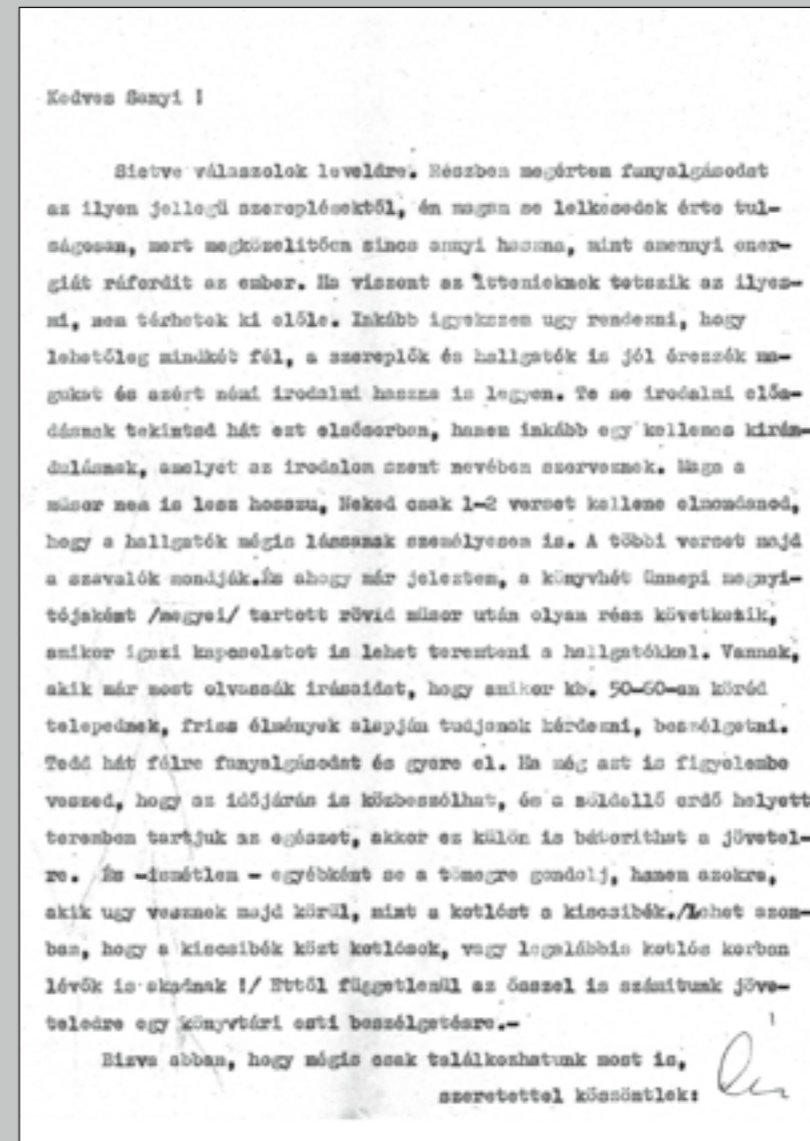 Kedves Sanyi !
Sietve válaszolok leveldre. Részben megértem funyalgásodat
az ilyen jellegü szereplésektől, én magam se lelkesedek érte tul-
ságosan, mert megközelitően sincs annyi haszna, mint amennyi ener-
giát ráfordit az ember. Ha viszont az ittenieknek tetszik az ilyes-
mi, nem térhetek ki előle. Inkább igyekszem ugy rendezni, hogy
lehetőleg mindkét fél, a szereplők és hallgatók is jól érezzék ma-
gukat és azért némi irodalmi haszna is legyen. Te se irodalmi előa-
dásnak tekintsd hát ezt elsősorban, hanem inkább egy kellemes kirán-
dulásnak, amelyet az irodalom szent nevében szerveznek. Maga a
müsor nem is lesz hosszu, Neked csak 1-2 verset kellene elmondanod,
hogy a hallgatók mégis lássanak személyesen is. A többi verset majd
a szavalók mondják.És ahogy már jeleztem, a könyvhét ünnepi megnyi-
tójaként /megyei/ tartott rövid müsor után olyan rész következik,
amikor igazi kapcsolatot is lehet teremteni a hallgatókkal. Vannak,
akik már most olvassák irásaidat, hogy amikor kb. 50-60-an köréd
telepednek, friss élmények alapján tudjanak kérdezni, beszélgetni.
Tedd hát félre funyalgásodat és gyere el. Ha még azt is figyelembe
veszed, hogy az időjárás is közbeszólhat, és a zöldellő erdő helyett
teremben tartjuk az egészet, akkor ez külön is bátorithat a jövetel-
re. És -ismétlem - egyébként se a tömegre gondolj, hanem azokra,
akik ugy vesznek majd körül, mint a kotlóst a kiscsibék./Lehet azon-
ban, hogy a kiscsibék közt kotlósok, vagy legalábbis kotlós korban
lévők is akadnak !/ Ettől függetlenül az ősszel is számitunk jöve-
teledre egy könyvtári esti beszélgetésre.-
Bizva abban, hogy mégis csak találkozhatunk most is,
szeretettel köszöntlek: